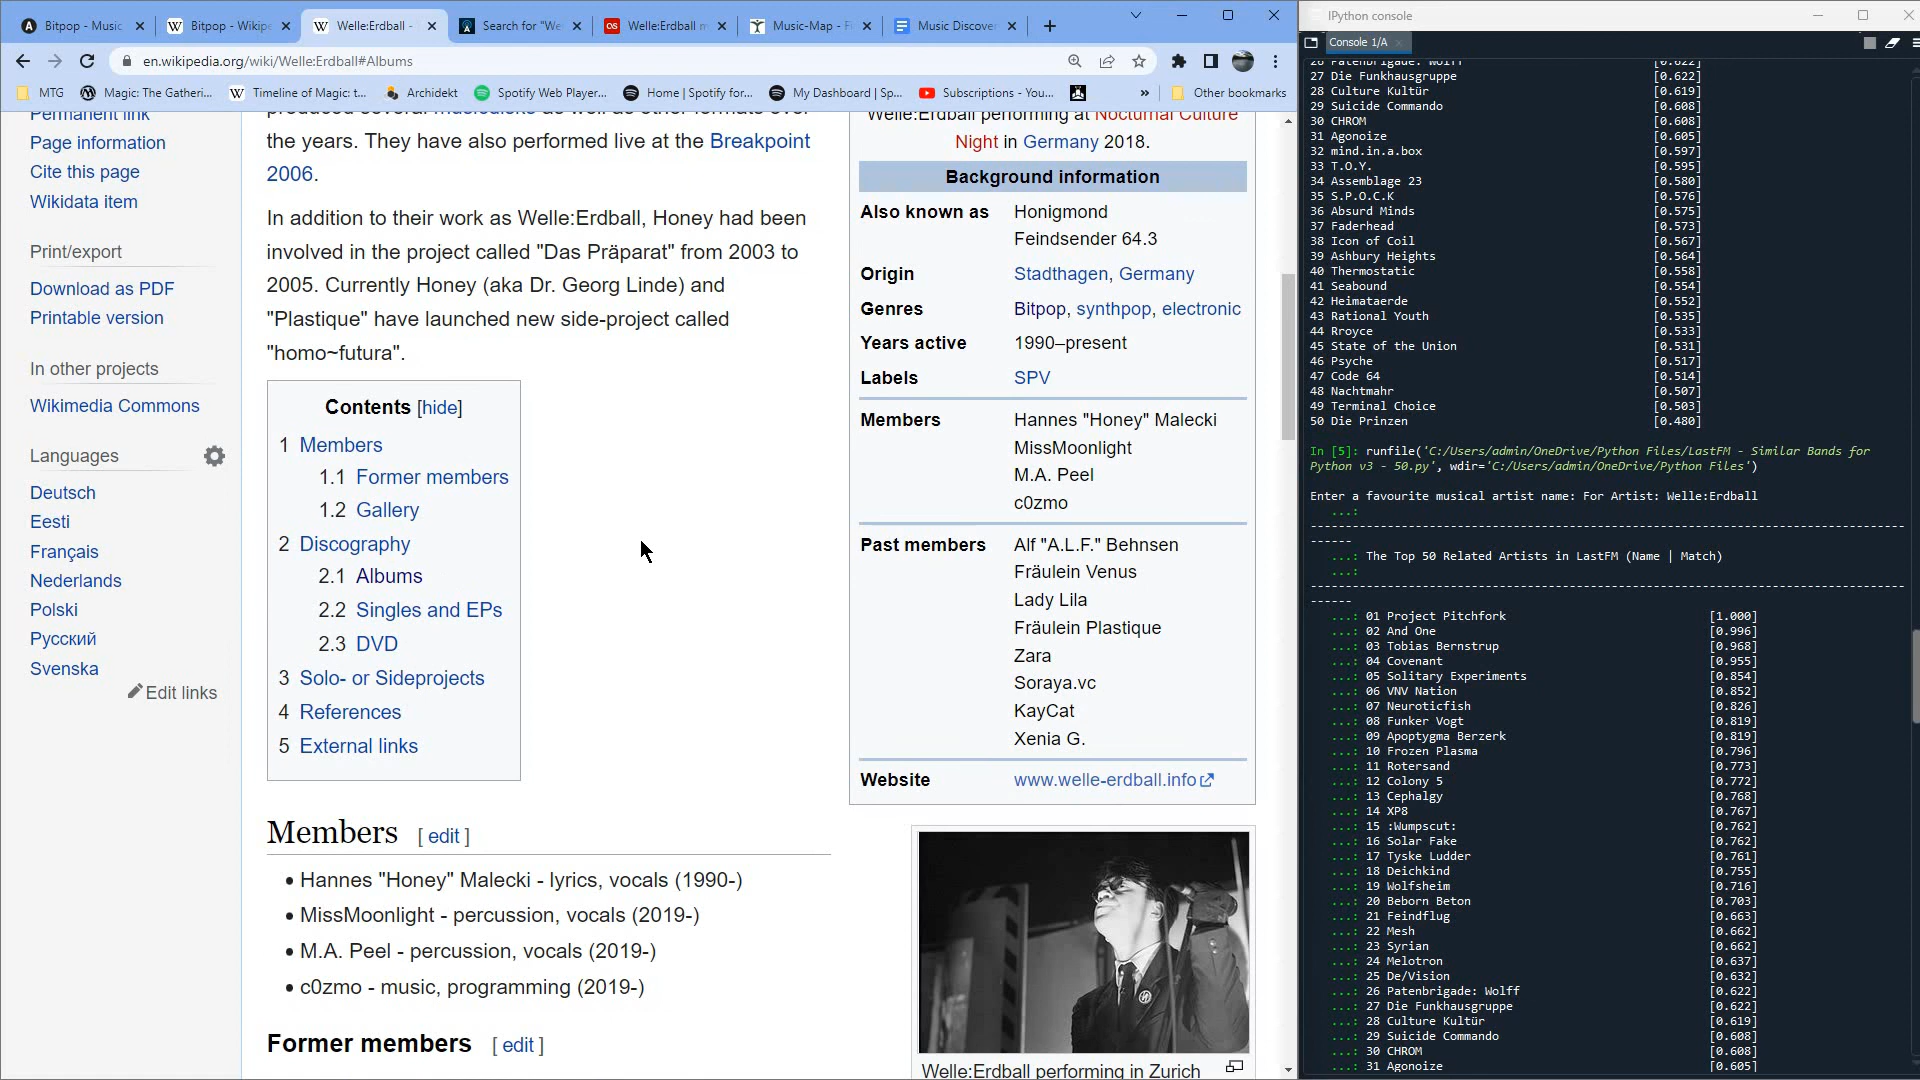 Bitpop - Music
Bitpop - Wikipe
Welle:Erdball -
Search for "We
Welle:Erdball m
Music-Map - F
Music Discover
en.wikipedia.org/wiki/Welle:Erdball#Albums
MTG
Magic: The Gatheri...
Timeline of Magic: t...
Archidekt
Spotify Web Player...
Home | Spotify for...
My Dashboard | Sp...
Subscriptions - You...
»
Other bookmarks
Permanent link
Page information
Cite this page
Wikidata item
Print/export
Download as PDF
Printable version
In other projects
Wikimedia Commons
Languages
Deutsch
Eesti
Français
Nederlands
Polski
Русский
Svenska
Edit links
produced several musicdisks as well as other formats over
the years. They have also performed live at the Breakpoint
2006.
In addition to their work as Welle:Erdball, Honey had been
involved in the project called "Das Präparat" from 2003 to
2005. Currently Honey (aka Dr. Georg Linde) and
"Plastique" have launched new side-project called
"homo~futura".
Contents [hide]
1 Members
1.1 Former members
1.2 Gallery
2 Discography
2.1 Albums
2.2 Singles and EPs
2.3 DVD
3 Solo- or Sideprojects
4 References
5 External links
Members [ edit ]
• Hannes "Honey" Malecki - lyrics, vocals (1990-)
• MissMoonlight - percussion, vocals (2019-)
• M.A. Peel - percussion, vocals (2019-)
• c0zmo - music, programming (2019-)
Former members [ edit ]
Welle:Erdball performing at Nocturnal Culture
Night in Germany 2018.
Background information
Also known as Honigmond
Feindsender 64.3
Origin Stadthagen, Germany
Genres Bitpop, synthpop, electronic
Years active 1990–present
Labels SPV
Members Hannes "Honey" Malecki
MissMoonlight
M.A. Peel
c0zmo
Past members Alf "A.L.F." Behnsen
Fräulein Venus
Lady Lila
Fräulein Plastique
Zara
Soraya.vc
KayCat
Xenia G.
Website www.welle-erdball.info
Welle:Erdball performing in Zurich
IPython console
Console 1/A
26 Patenbrigade: Wolff [0.622]
27 Die Funkhausgruppe [0.622]
28 Culture Kultür [0.619]
29 Suicide Commando [0.608]
30 CHROM [0.608]
31 Agonoize [0.605]
32 mind.in.a.box [0.597]
33 T.O.Y. [0.595]
34 Assemblage 23 [0.580]
35 S.P.O.C.K [0.576]
36 Absurd Minds [0.575]
37 Faderhead [0.573]
38 Icon of Coil [0.567]
39 Ashbury Heights [0.564]
40 Thermostatic [0.558]
41 Seabound [0.554]
42 Heimataerde [0.552]
43 Rational Youth [0.535]
44 Rroyce [0.533]
45 State of the Union [0.531]
46 Psyche [0.517]
47 Code 64 [0.514]
48 Nachtmahr [0.507]
49 Terminal Choice [0.503]
50 Die Prinzen [0.480]
In [5]: runfile('C:/Users/admin/OneDrive/Python Files/LastFM - Similar Bands for
Python v3 - 50.py', wdir='C:/Users/admin/OneDrive/Python Files')
Enter a favourite musical artist name: For Artist: Welle:Erdball
...:
------------------------------------------------------------------------------------
------
...: The Top 50 Related Artists in LastFM (Name | Match)
...:
------------------------------------------------------------------------------------
------
...: 01 Project Pitchfork [1.000]
...: 02 And One [0.996]
...: 03 Tobias Bernstrup [0.968]
...: 04 Covenant [0.955]
...: 05 Solitary Experiments [0.854]
...: 06 VNV Nation [0.852]
...: 07 Neuroticfish [0.826]
...: 08 Funker Vogt [0.819]
...: 09 Apoptygma Berzerk [0.819]
...: 10 Frozen Plasma [0.796]
...: 11 Rotersand [0.773]
...: 12 Colony 5 [0.772]
...: 13 Cephalgy [0.768]
...: 14 XP8 [0.767]
...: 15 :Wumpscut: [0.762]
...: 16 Solar Fake [0.762]
...: 17 Tyske Ludder [0.761]
...: 18 Deichkind [0.755]
...: 19 Wolfsheim [0.716]
...: 20 Beborn Beton [0.703]
...: 21 Feindflug [0.663]
...: 22 Mesh [0.662]
...: 23 Syrian [0.662]
...: 24 Melotron [0.637]
...: 25 De/Vision [0.632]
...: 26 Patenbrigade: Wolff [0.622]
...: 27 Die Funkhausgruppe [0.622]
...: 28 Culture Kultür [0.619]
...: 29 Suicide Commando [0.608]
...: 30 CHROM [0.608]
...: 31 Agonoize [0.605]